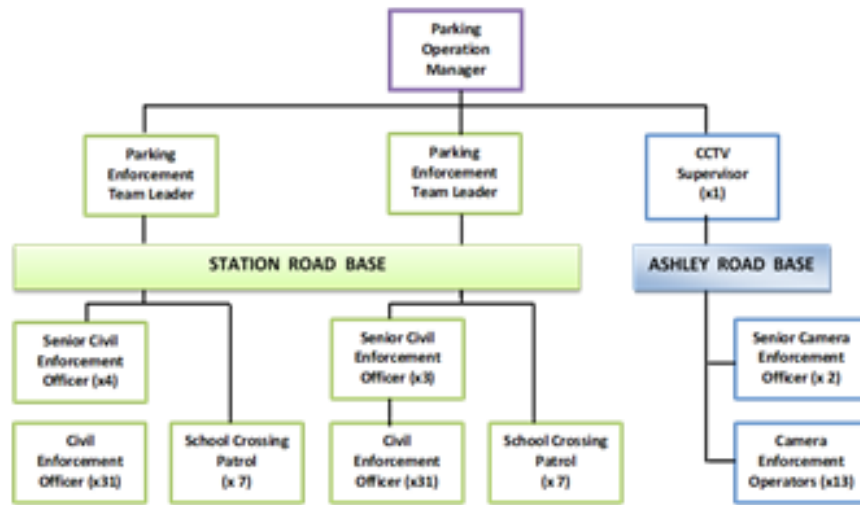 Parking
Operation
Manager
Parking
Enforcement
Team Leader
Parking
Enforcement
Team Leader
CCTV
Supervisor
(x1)
STATION ROAD BASE
ASHLEY ROAD BASE
Senior Civil
Enforcement
Officer (x4)
Senior Civil
Enforcement
Officer (x3)
Senior Camera
Enforcement
Officer (x 2)
Civil
Enforcement
Officer (x31)
School Crossing
Patrol
(x 7)
Civil
Enforcement
Officer (x31)
School Crossing
Patrol
(x 7)
Camera
Enforcement
Operators (x13)